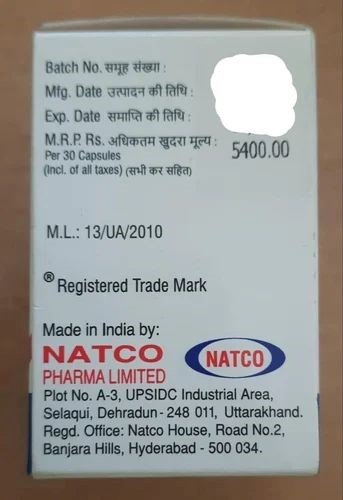 Batch No. समूह संख्या :
Mfg. Date उत्पादन की तिथि :
Exp. Date समाप्ति की तिथि :
M.R.P. Rs. अधिकतम खुदरा मूल्य :
Per 30 Capsules
5400.00
(Incl. of all taxes) (सभी कर सहित)
M.L.: 13/UA/2010
® Registered Trade Mark
Made in India by:
NATCO NATCO
PHARMA LIMITED
Plot No. A-3, UPSIDC Industrial Area,
Selaqui, Dehradun - 248 011, Uttarakhand.
Regd. Office: Natco House, Road No.2,
Banjara Hills, Hyderabad - 500 034.